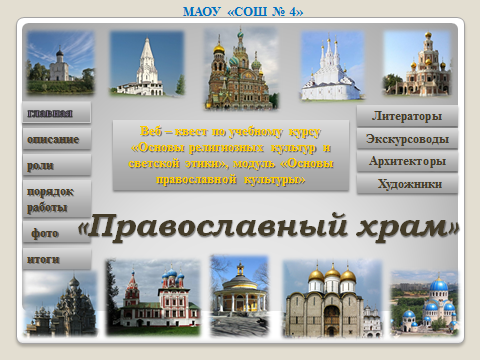 МАОУ «СОШ № 4»
главная
описание
роли
порядок
работы
фото
итоги
Веб – квест по учебному курсу
«Основы религиозных культур и
светской этики», модуль «Основы
православной культуры»
Литераторы
Экскурсоводы
Архитекторы
Художники
«Православный храм»